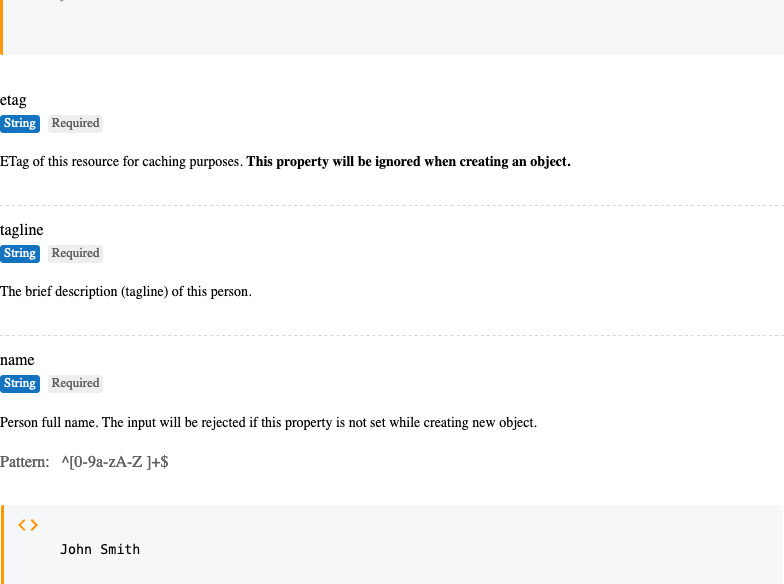 etag
String Required
ETag of this resource for caching purposes. This property will be ignored when creating an object.
tagline
String Required
The brief description (tagline) of this person.
name
String Required
Person full name. The input will be rejected if this property is not set while creating new object.
Pattern: ^[0-9a-zA-Z ]+$
John Smith